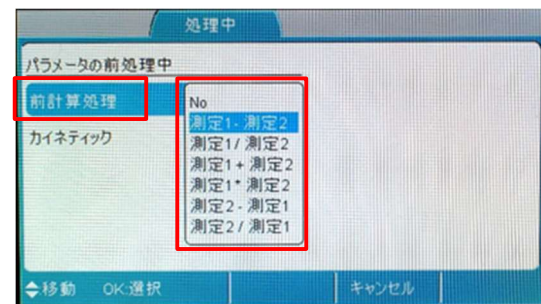 処理中
パラメータの前処理中
前計算処理
No
測定1-測定2
測定1/測定2
カイネティック
測定1+測定2
測定1*測定2
測定2-測定1
測定2/測定1
移動 OK:選択 キャンセル